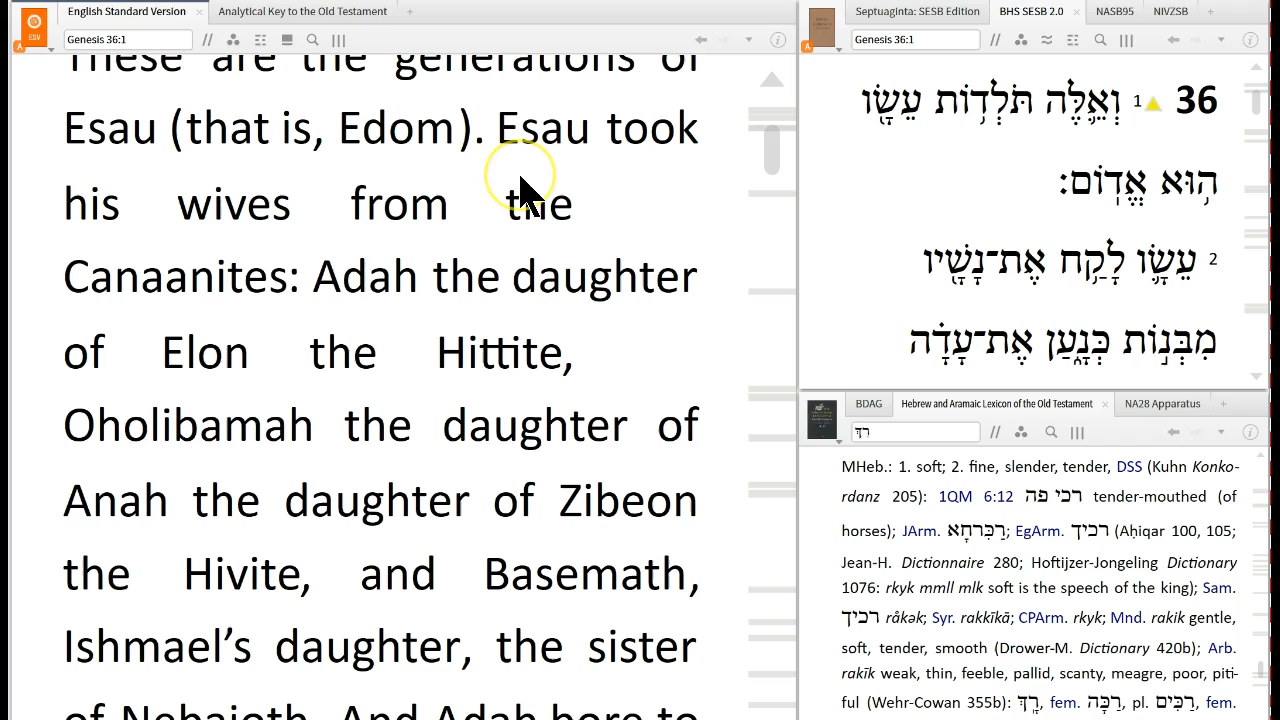 English Standard Version × Analytical Key to the Old Testament +
Genesis 36:1
These are the generations of
Esau (that is, Edom). Esau took
his wives from the
Canaanites: Adah the daughter
of Elon the Hittite,
Oholibamah the daughter of
Anah the daughter of Zibeon
the Hivite, and Basemath,
Ishmael’s daughter, the sister
of Nebaioth. And Adah bore to
Septuaginta: SESB Edition BHS SESB 2.0 × NASB95 NIVZSB +
Genesis 36:1
36 1 וְאֵ֛לֶּה תֹּלְד֥וֹת עֵשָׂ֖ו
ה֥וּא אֱדֽוֹם׃
2 עֵשָׂ֛ו לָקַ֥ח אֶת־נָשָׁ֖יו
מִבְּנ֣וֹת כְּנָ֑עַן אֶת־עָדָ֗ה
BDAG Hebrew and Aramaic Lexicon of the Old Testament × NA28 Apparatus +
רַךְ
MHeb.: 1. soft; 2. fine, slender, tender, DSS (Kuhn Konko-
rdanz 205): 1QM 6:12 רכי פה tender-mouthed (of
horses); JArm. רַכִּרחָא; EgArm. רכיך (Aḥiqar 100, 105;
Jean-H. Dictionnaire 280; Hoftijzer-Jongeling Dictionary
1076: rkyk mmll mlk soft is the speech of the king); Sam.
רכיך råkək; Syr. rakkīkā; CPArm. rkyk; Mnd. rakik gentle,
soft, tender, smooth (Drower-M. Dictionary 420b); Arb.
rakīk weak, thin, feeble, pallid, scanty, meagre, poor, piti-
ful (Wehr-Cowan 355b): רָךְ, fem. רַכָּה, pl. רַכִּים, fem.